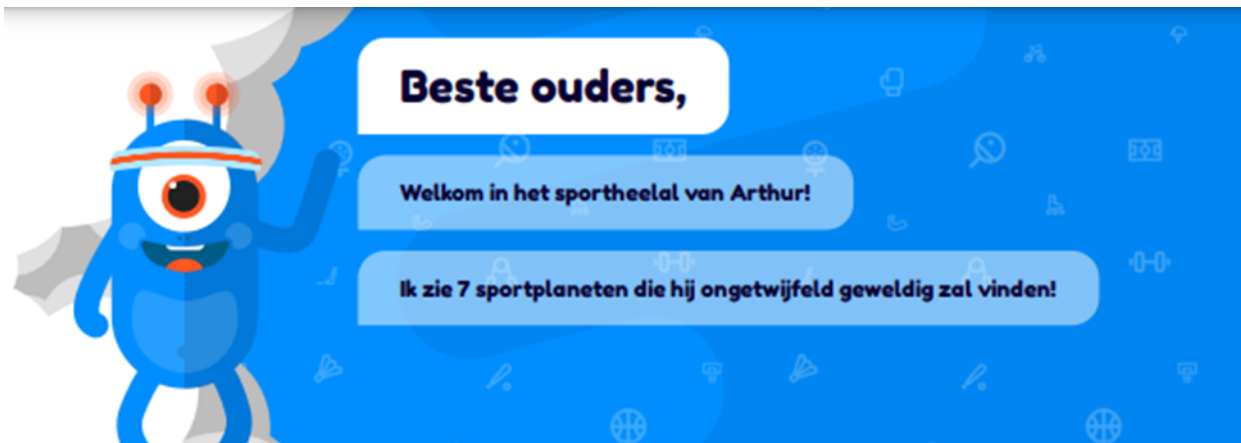 Beste ouders,
Welkom in het sportheelal van Arthur!
Ik zie 7 sportplaneten die hij ongetwijfeld geweldig zal vinden!